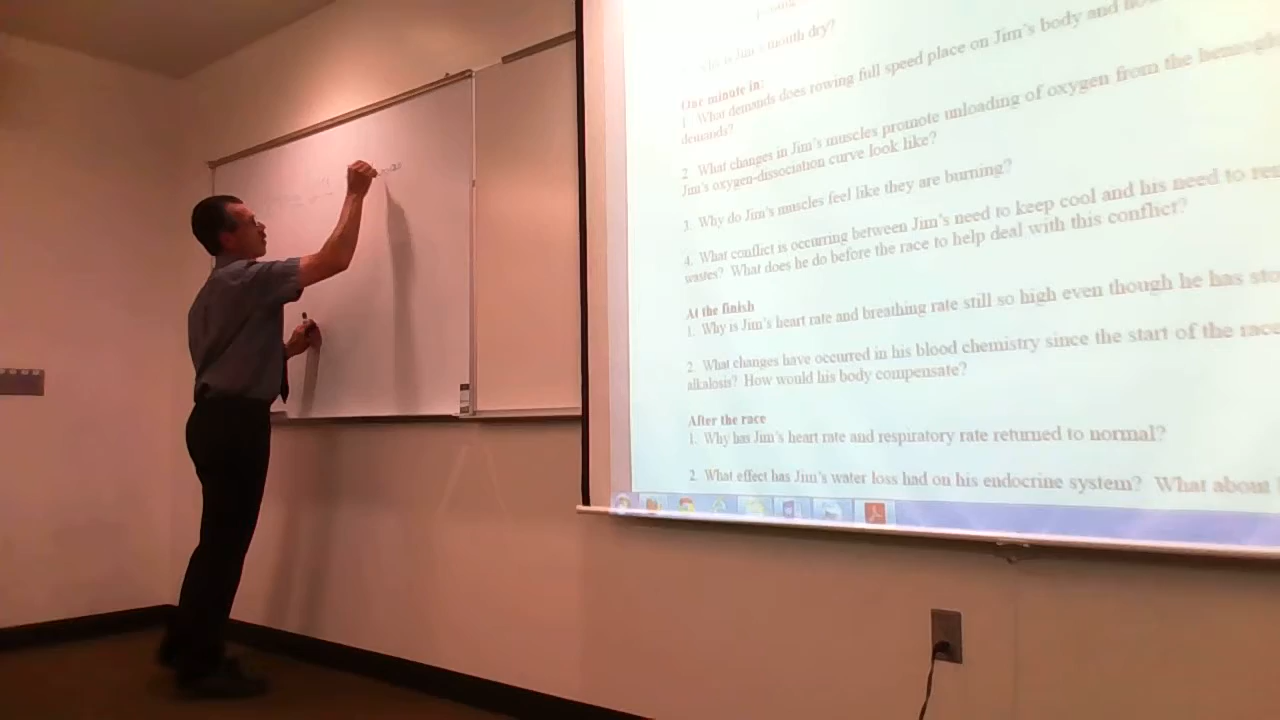 why is Jim's mouth dry?
One minute in:
1. What demands does rowing full speed place on Jim's body and
demands?
2 What changes in Jim's muscles promote unloading of oxygen from the
Jim's oxygen-dissociation curve look like?
3. Why do Jim's muscles feel like they are burning?
4. What conflict is occurring between Jim's need to keep cool and his need to
wastes? What does he do before the race to help deal with this conflict?
At the finish
1. Why is Jim's heart rate and breathing rate still so high even though he has
2. What changes have occurred in his blood chemistry since the start of the race
alkalosis? How would his body compensate?
After the race
1. Why has Jim's heart rate and respiratory rate returned to normal?
2. What effect has Jim's water loss had on his endocrine system? What about